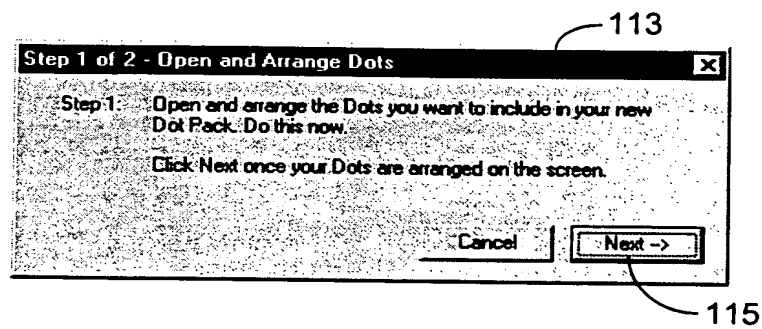 113
Step 1 of 2 - Open and Arrange Dots
Step 1: Open and arrange the Dots you want to include in your new
Dot Pack. Do this now.
Click Next once your Dots are arranged on the screen.
Cancel Next ->
115